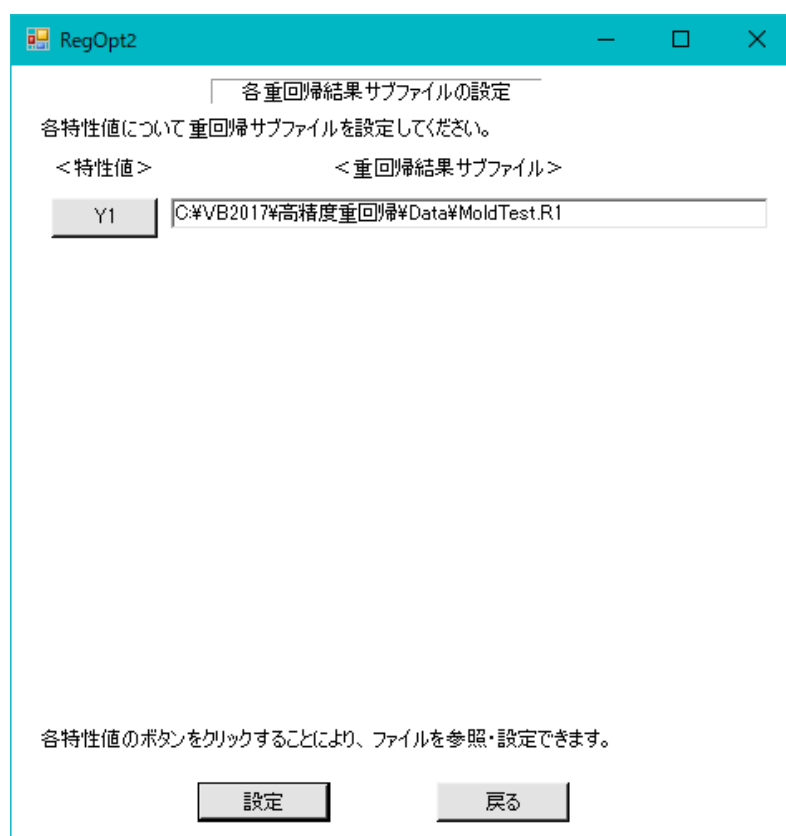 RegOpt2
各重回帰結果サブファイルの設定
各特性値について重回帰サブファイルを設定してください。
＜特性値＞ ＜重回帰結果サブファイル＞
Y1 C:¥VB2017¥高精度重回帰¥Data¥MoldTest.R1
各特性値のボタンをクリックすることにより、ファイルを参照・設定できます。
設定 戻る